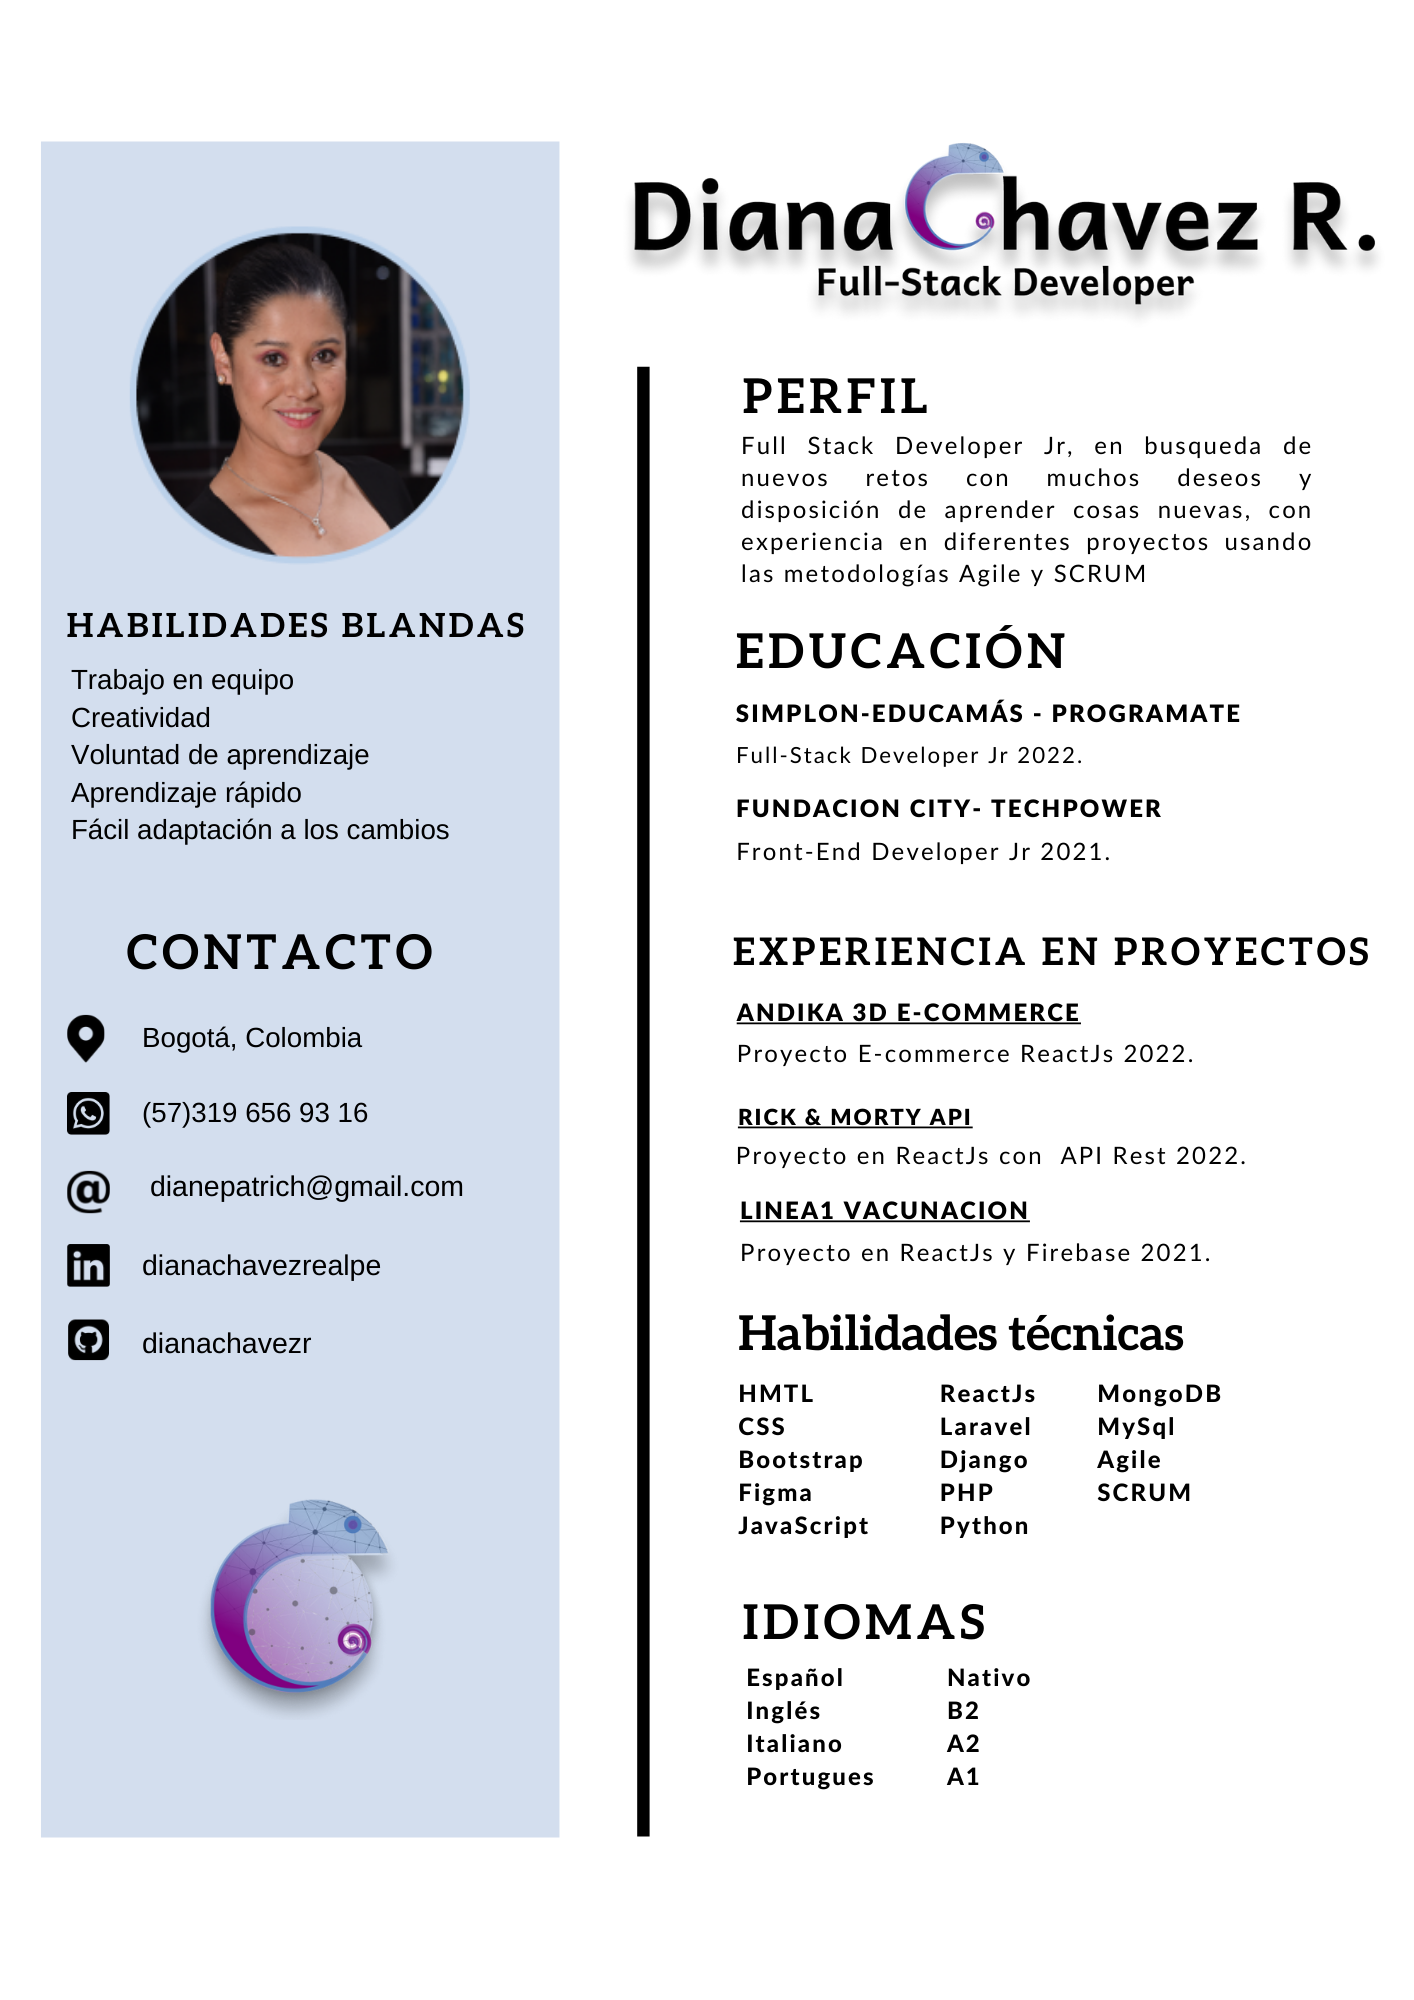 Diana Chavez R.
Full-Stack Developer
HABILIDADES BLANDAS
Trabajo en equipo
Creatividad
Voluntad de aprendizaje
Aprendizaje rápido
Fácil adaptación a los cambios
CONTACTO
Bogotá, Colombia
(57)319 656 93 16
dianepatrich@gmail.com
dianachavezrealpe
dianachavezr
PERFIL
Full Stack Developer Jr, en busqueda de
nuevos retos con muchos deseos y
disposición de aprender cosas nuevas, con
experiencia en diferentes proyectos usando
las metodologías Agile y SCRUM
EDUCACIÓN
SIMPLON-EDUCAMÁS - PROGRAMATE
Full-Stack Developer Jr 2022.
FUNDACION CITY- TECHPOWER
Front-End Developer Jr 2021.
EXPERIENCIA EN PROYECTOS
ANDIKA 3D E-COMMERCE
Proyecto E-commerce ReactJs 2022.
RICK & MORTY API
Proyecto en ReactJs con API Rest 2022.
LINEA1 VACUNACION
Proyecto en ReactJs y Firebase 2021.
Habilidades técnicas
HMTL ReactJs MongoDB
CSS Laravel MySql
Bootstrap Django Agile
Figma PHP SCRUM
JavaScript Python
IDIOMAS
Español Nativo
Inglés B2
Italiano A2
Portugues A1